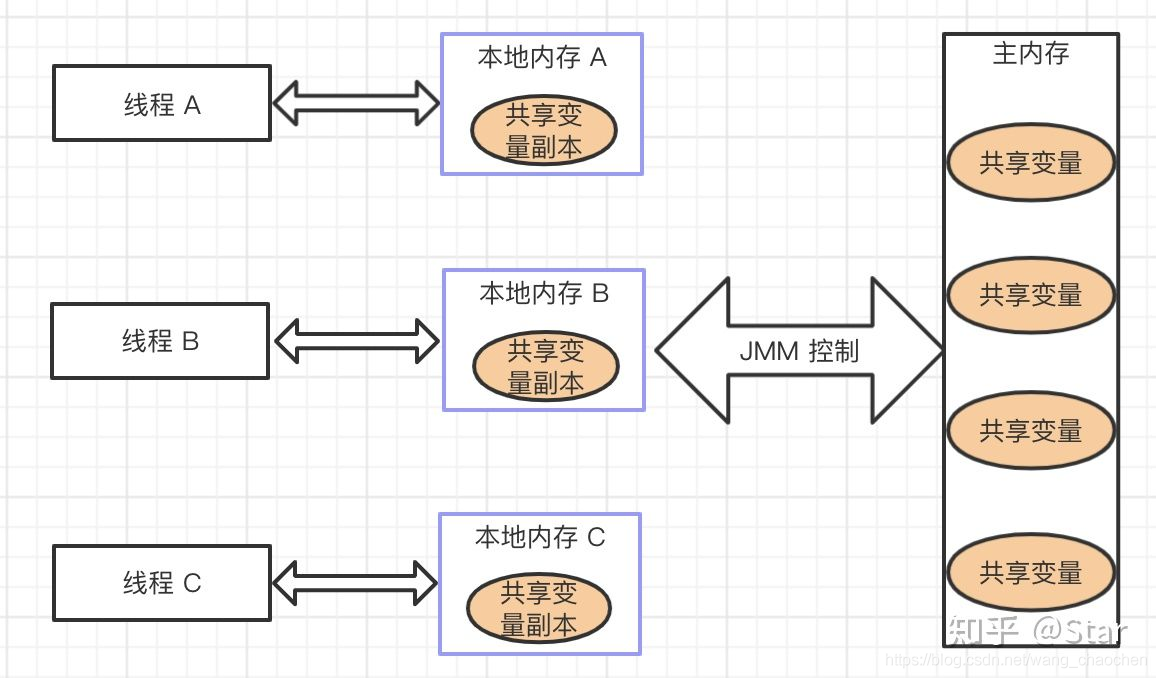 线程 A
本地内存 A
共享变
量副本
线程 B
本地内存 B
共享变
量副本
线程 C
本地内存 C
共享变
量副本
JMM 控制
主内存
共享变量
共享变量
共享变量
共享变量
知乎 @Star
https://blog.csdn.net/wang_chaochen